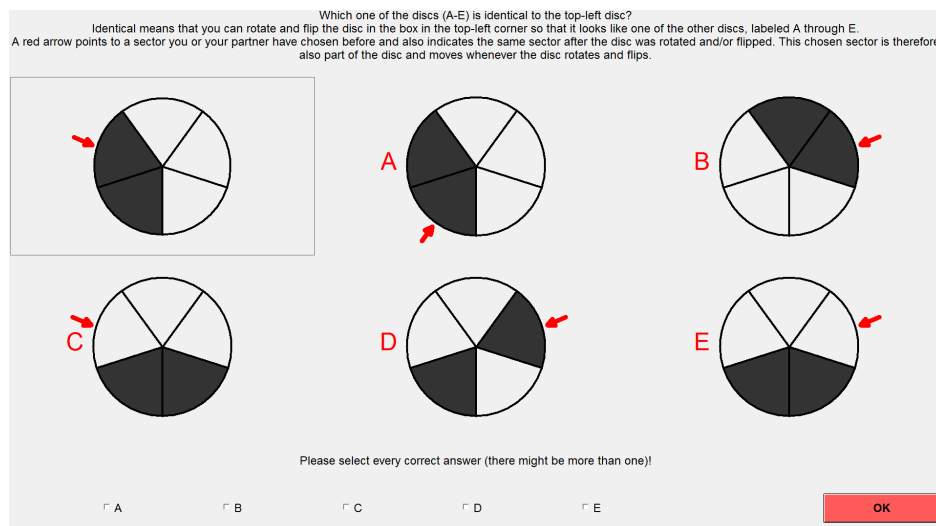 Which one of the discs (A-E) is identical to the top-left disc?
Identical means that you can rotate and flip the disc in the box in the top-left corner so that it looks like one of the other discs, labeled A through E.
A red arrow points to a sector you or your partner have chosen before and also indicates the same sector after the disc was rotated and/or flipped. This chosen sector is therefore
also part of the disc and moves whenever the disc rotates and flips.
A
B
C
D
E
Please select every correct answer (there might be more than one)!
A B C D E OK